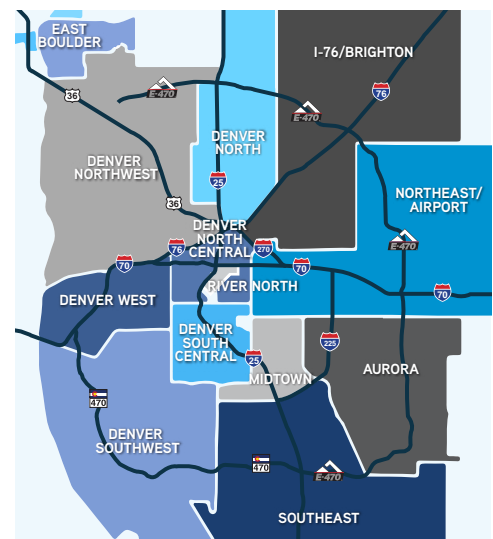 EAST
BOULDER
I-76/BRIGHTON
36
E-470
76
E-470
DENVER
NORTH
DENVER
NORTHWEST
25
36
NORTHEAST/
AIRPORT
DENVER
NORTH
CENTRAL
E-470
76
270
70
70
RIVER NORTH
70
DENVER WEST
DENVER
SOUTH
CENTRAL
225
25
MIDTOWN
AURORA
470
DENVER
SOUTHWEST
470
E-470
SOUTHEAST